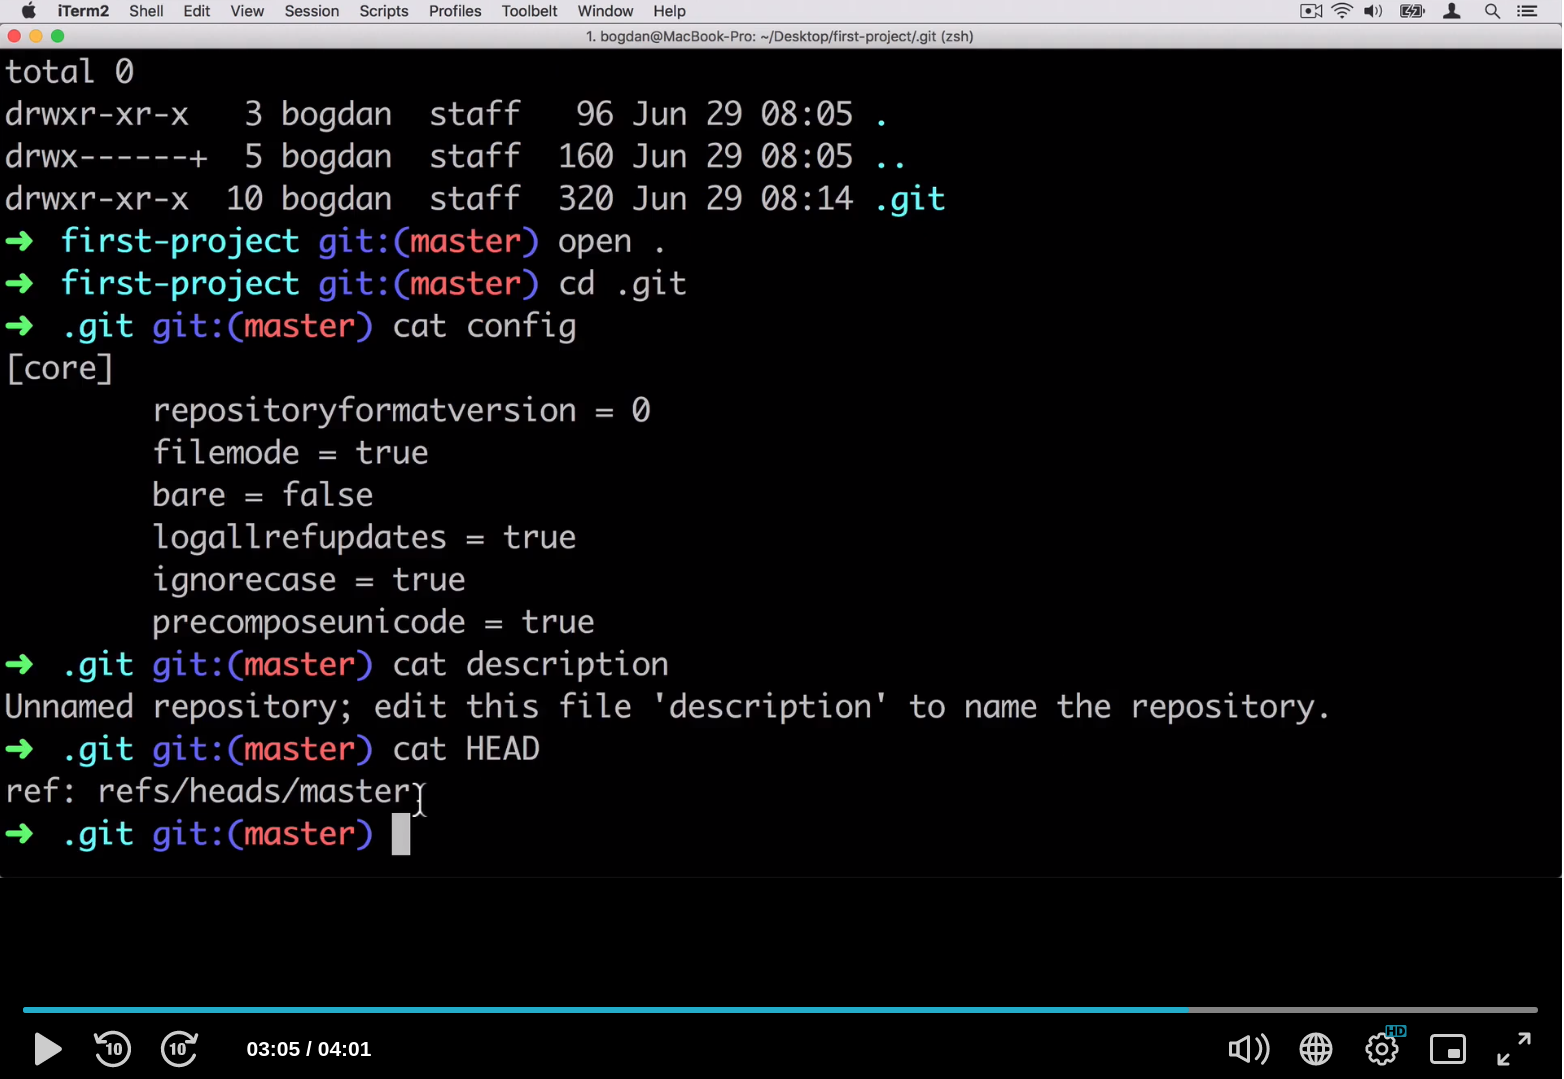 iTerm2 Shell Edit View Session Scripts Profiles Toolbelt Window Help
1. bogdan@MacBook-Pro: ~/Desktop/first-project/.git (zsh)
total 0
drwxr-xr-x   3 bogdan  staff   96 Jun 29 08:05 .
drwx------+  5 bogdan  staff  160 Jun 29 08:05 ..
drwxr-xr-x  10 bogdan  staff  320 Jun 29 08:14 .git
➜  first-project git:(master) open .
➜  first-project git:(master) cd .git
➜  .git git:(master) cat config
[core]
        repositoryformatversion = 0
        filemode = true
        bare = false
        logallrefupdates = true
        ignorecase = true
        precomposeunicode = true
➜  .git git:(master) cat description
Unnamed repository; edit this file 'description' to name the repository.
➜  .git git:(master) cat HEAD
ref: refs/heads/master
➜  .git git:(master)
10 10 03:05 / 04:01 HD